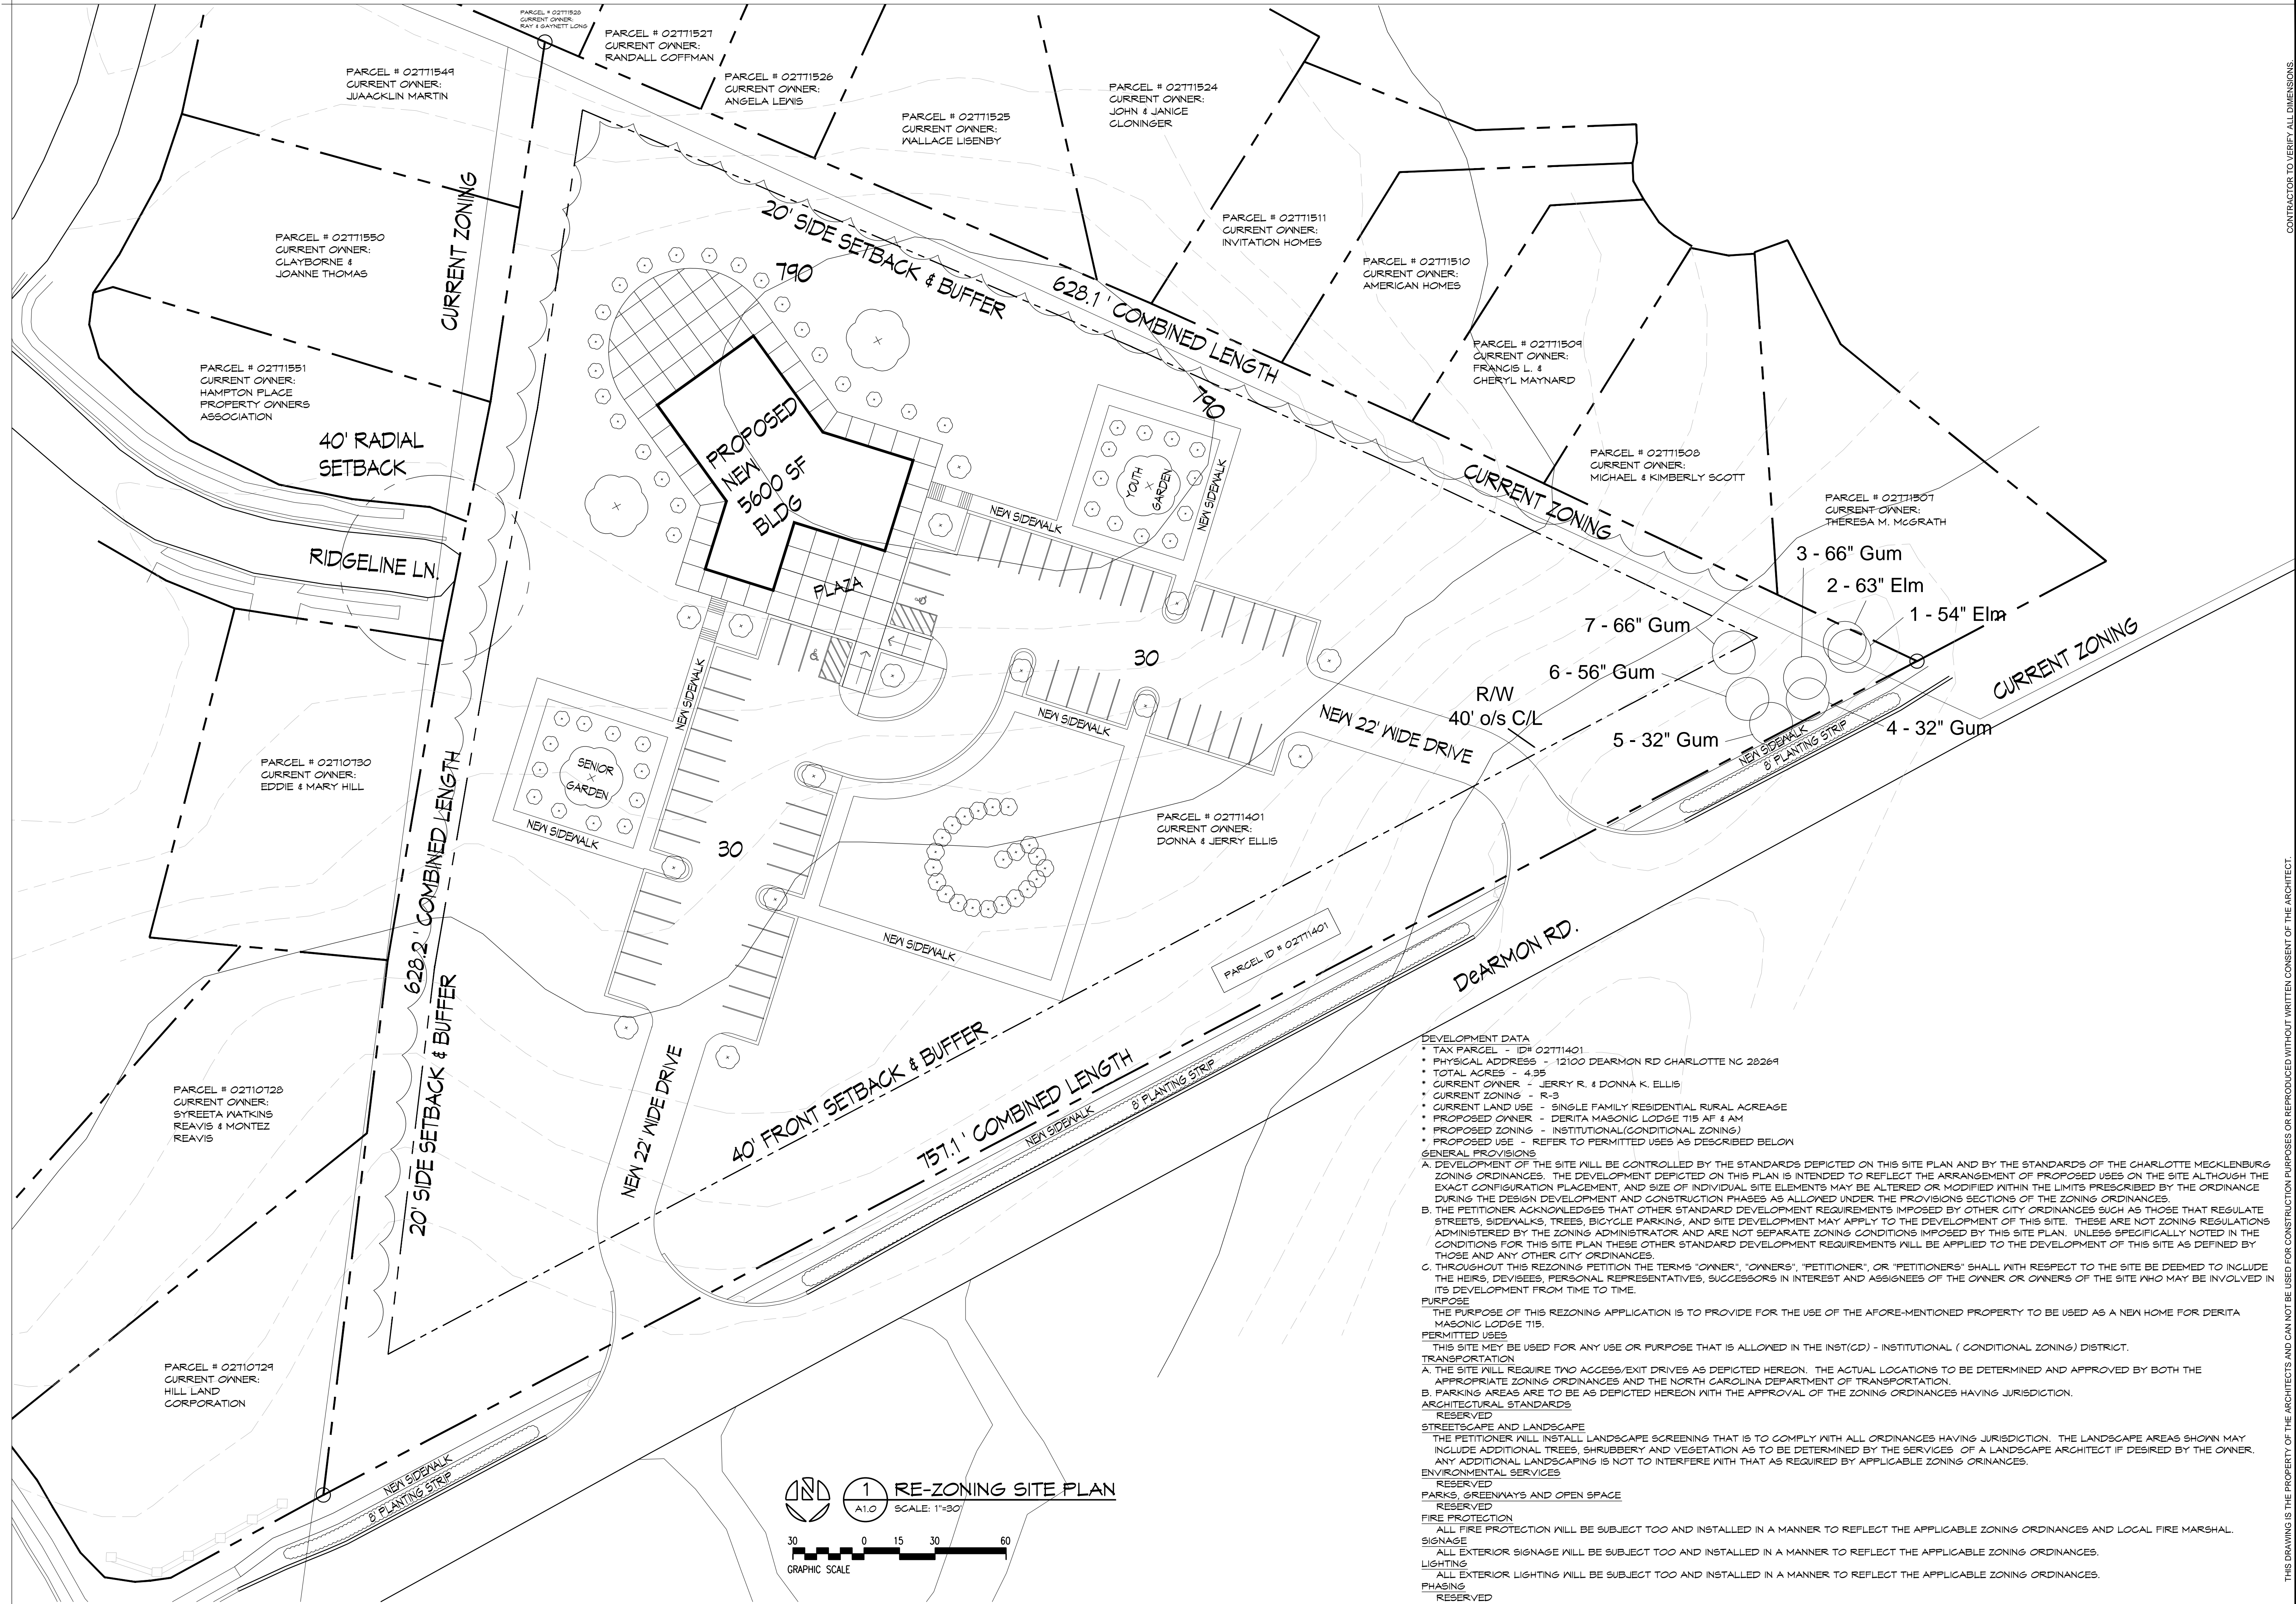 PARCEL # 02771528
CURRENT OWNER:
RAY & GAYNETT LONG
PARCEL # 02771527
CURRENT OWNER:
RANDALL COFFMAN
PARCEL # 02771549
CURRENT OWNER:
JUAACKLIN MARTIN
PARCEL # 02771526
CURRENT OWNER:
ANGELA LEWIS
PARCEL # 02771525
CURRENT OWNER:
WALLACE LISENBY
PARCEL # 02771524
CURRENT OWNER:
JOHN & JANICE
CLONINGER
PARCEL # 02771550
CURRENT OWNER:
CLAYBORNE &
JOANNE THOMAS
CURRENT ZONING
20' SIDE SETBACK & BUFFER
790
628.1 ' COMBINED LENGTH
PARCEL # 02771511
CURRENT OWNER:
INVITATION HOMES
PARCEL # 02771510
CURRENT OWNER:
AMERICAN HOMES
PARCEL # 02771509
CURRENT OWNER:
FRANCIS L. &
CHERYL MAYNARD
PARCEL # 02771551
CURRENT OWNER:
HAMPTON PLACE
PROPERTY OWNERS
ASSOCIATION
40' RADIAL
SETBACK
RIDGELINE LN.
PROPOSED
NEW
5600 SF
BLDG
PLAZA
790
YOUTH
GARDEN
NEW SIDEWALK
NEW SIDEWALK
CURRENT ZONING
PARCEL # 02771508
CURRENT OWNER:
MICHAEL & KIMBERLY SCOTT
PARCEL # 02771507
CURRENT OWNER:
THERESA M. McGRATH
3 - 66" Gum
2 - 63" Elm
1 - 54" Elm
7 - 66" Gum
6 - 56" Gum
5 - 32" Gum
4 - 32" Gum
CURRENT ZONING
NEW SIDEWALK
8' PLANTING STRIP
R/W
40' o/s C/L
30
NEW 22' WIDE DRIVE
NEW SIDEWALK
NEW SIDEWALK
SENIOR
GARDEN
NEW SIDEWALK
30
NEW SIDEWALK
PARCEL # 02710730
CURRENT OWNER:
EDDIE & MARY HILL
PARCEL # 02771401
CURRENT OWNER:
DONNA & JERRY ELLIS
PARCEL ID # 02771401
DeARMON RD.
628.2 ' COMBINED LENGTH
20' SIDE SETBACK & BUFFER
NEW 22' WIDE DRIVE
40' FRONT SETBACK & BUFFER
757.1 ' COMBINED LENGTH
NEW SIDEWALK
8' PLANTING STRIP
PARCEL # 02710728
CURRENT OWNER:
SYREETA WATKINS
REAVIS & MONTEZ
REAVIS
PARCEL # 02710729
CURRENT OWNER:
HILL LAND
CORPORATION
NEW SIDEWALK
8' PLANTING STRIP
N
1
A1.0
RE-ZONING SITE PLAN
SCALE: 1"=30'
30 0 15 30 60
GRAPHIC SCALE
DEVELOPMENT DATA
* TAX PARCEL - ID# 02771401
* PHYSICAL ADDRESS - 12100 DEARMON RD CHARLOTTE NC 28269
* TOTAL ACRES - 4.35
* CURRENT OWNER - JERRY R. & DONNA K. ELLIS
* CURRENT ZONING - R-3
* CURRENT LAND USE - SINGLE FAMILY RESIDENTIAL RURAL ACREAGE
* PROPOSED OWNER - DERITA MASONIC LODGE 715 AF & AM
* PROPOSED ZONING - INSTITUTIONAL(CONDITIONAL ZONING)
* PROPOSED USE - REFER TO PERMITTED USES AS DESCRIBED BELOW
GENERAL PROVISIONS
A. DEVELOPMENT OF THE SITE WILL BE CONTROLLED BY THE STANDARDS DEPICTED ON THIS SITE PLAN AND BY THE STANDARDS OF THE CHARLOTTE MECKLENBURG
ZONING ORDINANCES. THE DEVELOPMENT DEPICTED ON THIS PLAN IS INTENDED TO REFLECT THE ARRANGEMENT OF PROPOSED USES ON THE SITE ALTHOUGH THE
EXACT CONFIGURATION PLACEMENT, AND SIZE OF INDIVIDUAL SITE ELEMENTS MAY BE ALTERED OR MODIFIED WITHIN THE LIMITS PRESCRIBED BY THE ORDINANCE
DURING THE DESIGN DEVELOPMENT AND CONSTRUCTION PHASES AS ALLOWED UNDER THE PROVISIONS SECTIONS OF THE ZONING ORDINANCES.
B. THE PETITIONER ACKNOWLEDGES THAT OTHER STANDARD DEVELOPMENT REQUIREMENTS IMPOSED BY OTHER CITY ORDINANCES SUCH AS THOSE THAT REGULATE
STREETS, SIDEWALKS, TREES, BICYCLE PARKING, AND SITE DEVELOPMENT MAY APPLY TO THE DEVELOPMENT OF THIS SITE. THESE ARE NOT ZONING REGULATIONS
ADMINISTERED BY THE ZONING ADMINISTRATOR AND ARE NOT SEPARATE ZONING CONDITIONS IMPOSED BY THIS SITE PLAN. UNLESS SPECIFICALLY NOTED IN THE
CONDITIONS FOR THIS SITE PLAN THESE OTHER STANDARD DEVELOPMENT REQUIREMENTS WILL BE APPLIED TO THE DEVELOPMENT OF THIS SITE AS DEFINED BY
THOSE AND ANY OTHER CITY ORDINANCES.
C. THROUGHOUT THIS REZONING PETITION THE TERMS "OWNER", "OWNERS", "PETITIONER", OR "PETITIONERS" SHALL WITH RESPECT TO THE SITE BE DEEMED TO INCLUDE
THE HEIRS, DEVISEES, PERSONAL REPRESENTATIVES, SUCCESSORS IN INTEREST AND ASSIGNEES OF THE OWNER OR OWNERS OF THE SITE WHO MAY BE INVOLVED IN
ITS DEVELOPMENT FROM TIME TO TIME.
PURPOSE
THE PURPOSE OF THIS REZONING APPLICATION IS TO PROVIDE FOR THE USE OF THE AFORE-MENTIONED PROPERTY TO BE USED AS A NEW HOME FOR DERITA
MASONIC LODGE 715.
PERMITTED USES
THIS SITE MEY BE USED FOR ANY USE OR PURPOSE THAT IS ALLOWED IN THE INST(CD) - INSTITUTIONAL ( CONDITIONAL ZONING) DISTRICT.
TRANSPORTATION
A. THE SITE WILL REQUIRE TWO ACCESS/EXIT DRIVES AS DEPICTED HEREON. THE ACTUAL LOCATIONS TO BE DETERMINED AND APPROVED BY BOTH THE
APPROPRIATE ZONING ORDINANCES AND THE NORTH CAROLINA DEPARTMENT OF TRANSPORTATION.
B. PARKING AREAS ARE TO BE AS DEPICTED HEREON WITH THE APPROVAL OF THE ZONING ORDINANCES HAVING JURISDICTION.
ARCHITECTURAL STANDARDS
RESERVED
STREETSCAPE AND LANDSCAPE
THE PETITIONER WILL INSTALL LANDSCAPE SCREENING THAT IS TO COMPLY WITH ALL ORDINANCES HAVING JURISDICTION. THE LANDSCAPE AREAS SHOWN MAY
INCLUDE ADDITIONAL TREES, SHRUBBERY AND VEGETATION AS TO BE DETERMINED BY THE SERVICES OF A LANDSCAPE ARCHITECT IF DESIRED BY THE OWNER.
ANY ADDITIONAL LANDSCAPING IS NOT TO INTERFERE WITH THAT AS REQUIRED BY APPLICABLE ZONING ORINANCES.
ENVIRONMENTAL SERVICES
RESERVED
PARKS, GREENWAYS AND OPEN SPACE
RESERVED
FIRE PROTECTION
ALL FIRE PROTECTION WILL BE SUBJECT TOO AND INSTALLED IN A MANNER TO REFLECT THE APPLICABLE ZONING ORDINANCES AND LOCAL FIRE MARSHAL.
SIGNAGE
ALL EXTERIOR SIGNAGE WILL BE SUBJECT TOO AND INSTALLED IN A MANNER TO REFLECT THE APPLICABLE ZONING ORDINANCES.
LIGHTING
ALL EXTERIOR LIGHTING WILL BE SUBJECT TOO AND INSTALLED IN A MANNER TO REFLECT THE APPLICABLE ZONING ORDINANCES.
PHASING
RESERVED
CONTRACTOR TO VERIFY ALL DIMENSIONS.
THIS DRAWING IS THE PROPERTY OF THE ARCHITECTS AND CAN NOT BE USED FOR CONSTRUCTION PURPOSES OR REPRODUCED WITHOUT WRITTEN CONSENT OF THE ARCHITECT.